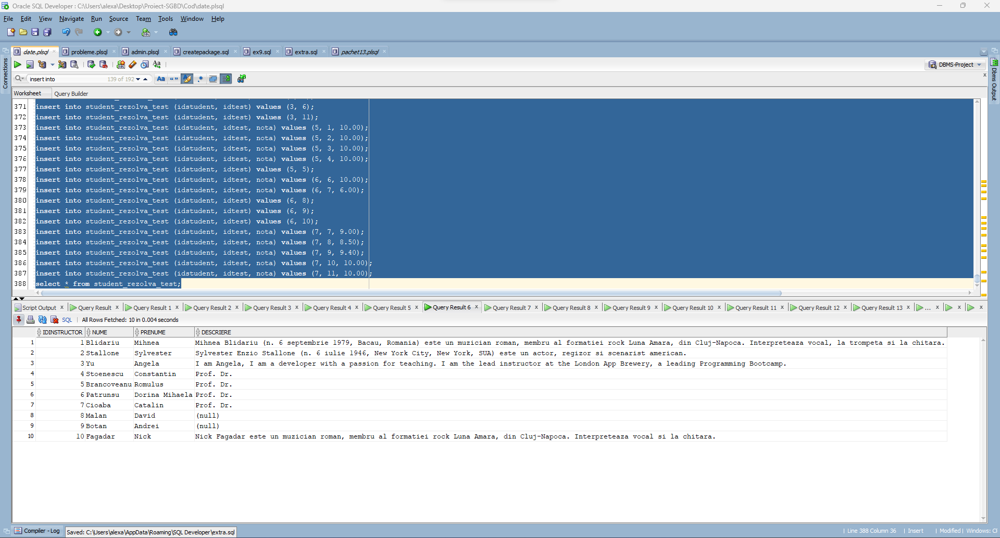 Oracle SQL Developer : C:\Users\alexa\Desktop\Proiect-SGBD\Cod\date.plsql
File Edit View Navigate Run Source Team Tools Window Help
date.plsql probleme.plsql admin.plsql createpackage.sql ex9.sql extra.sql pachet13.plsql
Connections
DBMS-Project
Dbms Output
insert into 139 of 192
Worksheet Query Builder
371 insert into student_rezolva_test (idstudent, idtest) values (3, 6);
372 insert into student_rezolva_test (idstudent, idtest) values (3, 11);
373 insert into student_rezolva_test (idstudent, idtest, nota) values (5, 1, 10.00);
374 insert into student_rezolva_test (idstudent, idtest, nota) values (5, 2, 10.00);
375 insert into student_rezolva_test (idstudent, idtest, nota) values (5, 3, 10.00);
376 insert into student_rezolva_test (idstudent, idtest, nota) values (5, 4, 10.00);
377 insert into student_rezolva_test (idstudent, idtest) values (5, 5);
378 insert into student_rezolva_test (idstudent, idtest, nota) values (6, 6, 10.00);
379 insert into student_rezolva_test (idstudent, idtest, nota) values (6, 7, 6.00);
380 insert into student_rezolva_test (idstudent, idtest) values (6, 8);
381 insert into student_rezolva_test (idstudent, idtest) values (6, 9);
382 insert into student_rezolva_test (idstudent, idtest) values (6, 10);
383 insert into student_rezolva_test (idstudent, idtest, nota) values (7, 7, 9.00);
384 insert into student_rezolva_test (idstudent, idtest, nota) values (7, 8, 8.50);
385 insert into student_rezolva_test (idstudent, idtest, nota) values (7, 9, 9.40);
386 insert into student_rezolva_test (idstudent, idtest, nota) values (7, 10, 10.00);
387 insert into student_rezolva_test (idstudent, idtest, nota) values (7, 11, 10.00);
388 select * from student_rezolva_test;
Script Output Query Result Query Result 1 Query Result 2 Query Result 3 Query Result 4 Query Result 5 Query Result 6 Query Result 7 Query Result 8 Query Result 9 Query Result 10 Query Result 11 Query Result 12 Query Result 13 ...
SQL | All Rows Fetched: 10 in 0.004 seconds
IDINSTRUCTOR NUME PRENUME DESCRIERE
1 1 Blidariu Mihnea Mihnea Blidariu (n. 6 septembrie 1979, Bacau, Romania) este un muzician roman, membru al formatiei rock Luna Amara, din Cluj-Napoca. Interpreteaza vocal, la trompeta si la chitara.
2 2 Stallone Sylvester Sylvester Enzio Stallone (n. 6 iulie 1946, New York City, New York, SUA) este un actor, regizor si scenarist american.
3 3 Yu Angela I am Angela, I am a developer with a passion for teaching. I am the lead instructor at the London App Brewery, a leading Programming Bootcamp.
4 4 Stoenescu Constantin Prof. Dr.
5 5 Brancoveanu Romulus Prof. Dr.
6 6 Patrunsu Dorina Mihaela Prof. Dr.
7 7 Cioaba Catalin Prof. Dr.
8 8 Malan David (null)
9 9 Botan Andrei (null)
10 10 Fagadar Nick Nick Fagadar este un muzician roman, membru al formatiei rock Luna Amara, din Cluj-Napoca. Interpreteaza vocal si la chitara.
Compiler - Log Saved: C:\Users\alexa\AppData\Roaming\SQL Developer\extra.sql
Line 388 Column 36 | Insert | Modified | Windows: